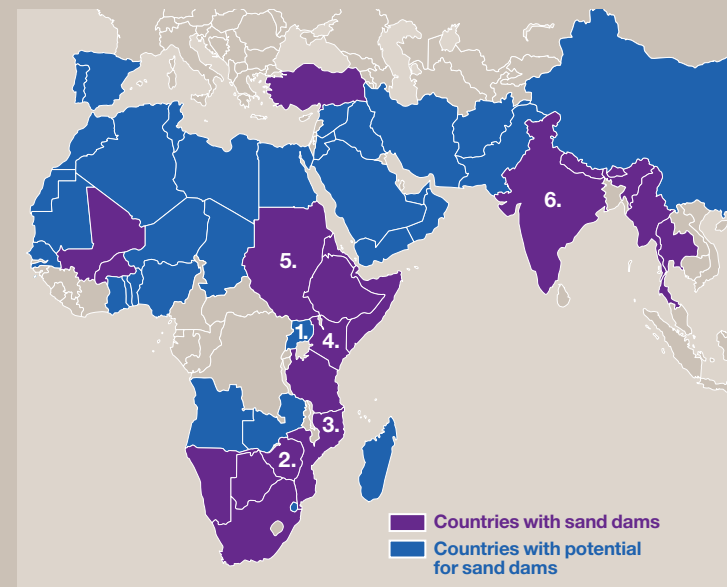 6.
5.
1.
4.
3.
2.
Countries with sand dams
Countries with potential
for sand dams